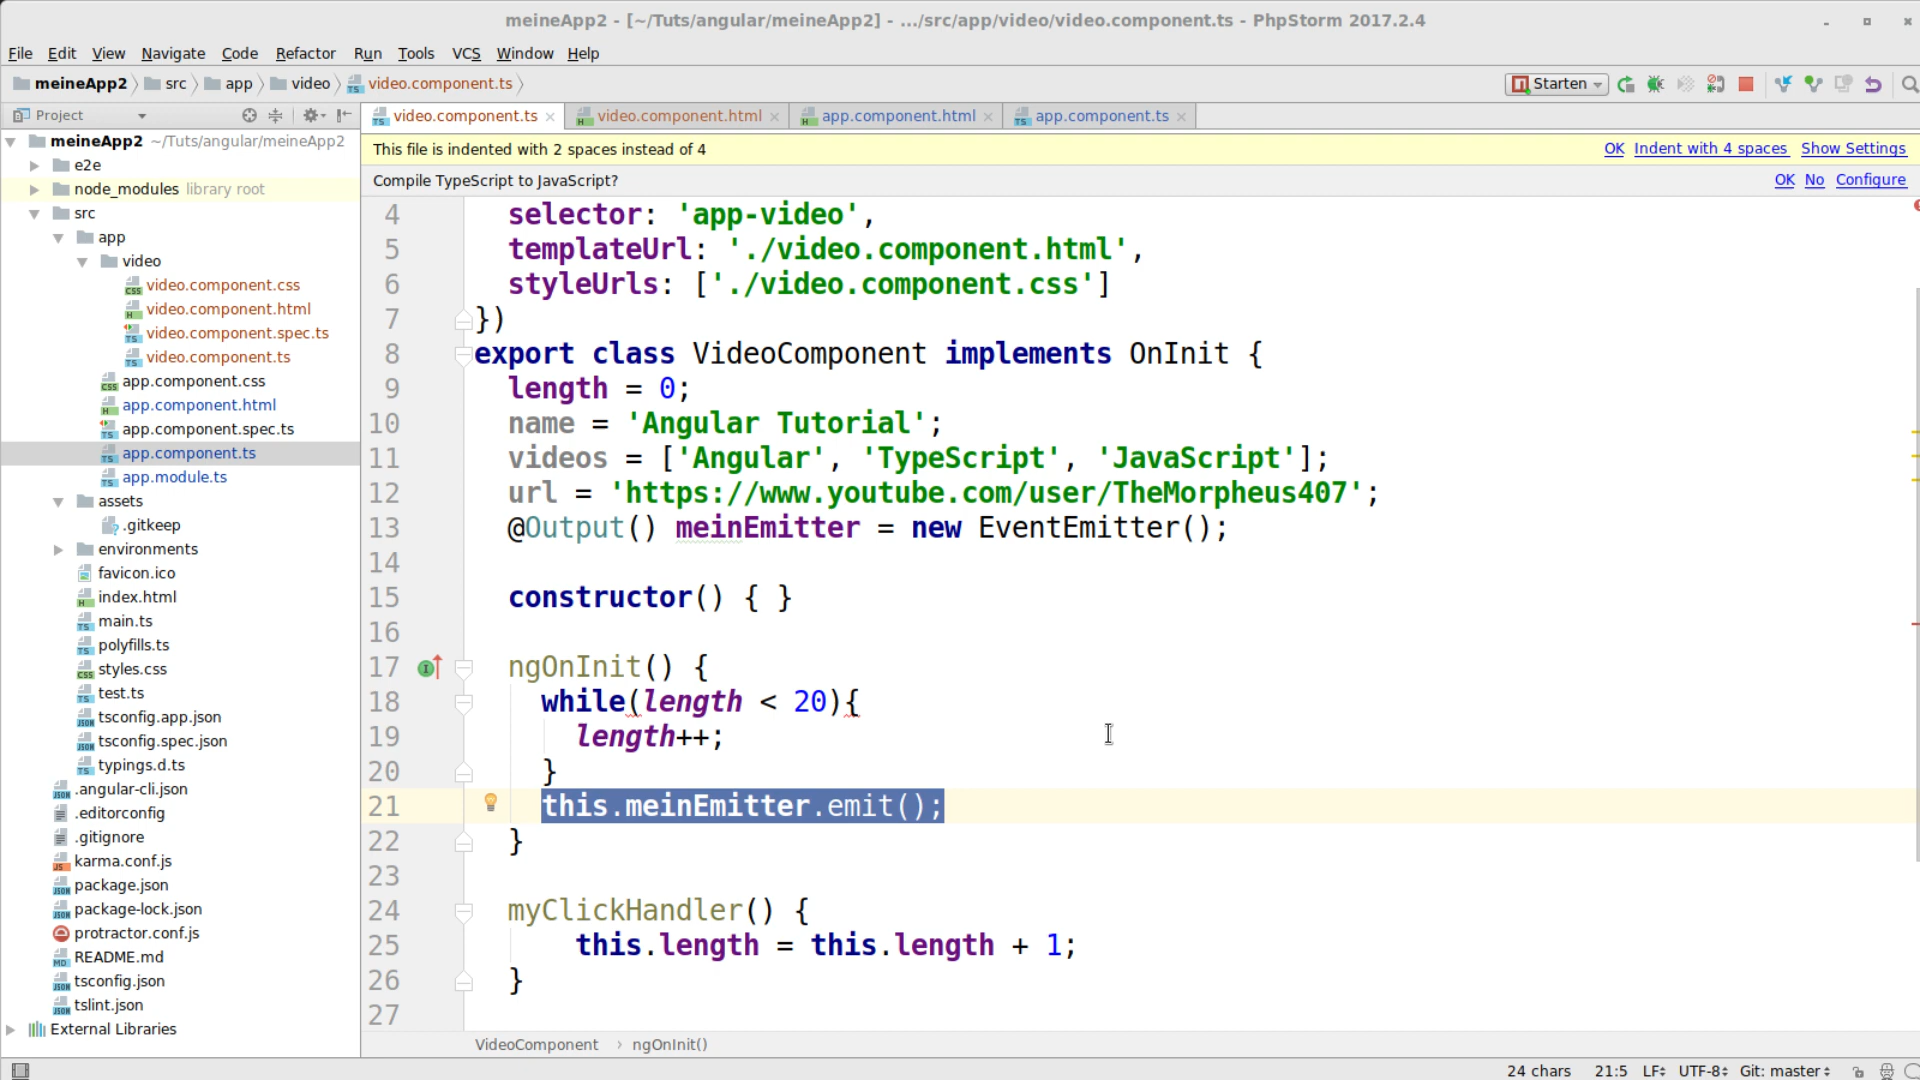 meineApp2 - [~/Tuts/angular/meineApp2] - .../src/app/video/video.component.ts - PhpStorm 2017.2.4
File Edit View Navigate Code Refactor Run Tools VCS Window Help
meineApp2 src app video video.component.ts
Starten
Project
video.component.ts video.component.html app.component.html app.component.ts
This file is indented with 2 spaces instead of 4
OK Indent with 4 spaces Show Settings
Compile TypeScript to JavaScript?
OK No Configure
meineApp2 ~/Tuts/angular/meineApp2
e2e
node_modules library root
src
app
video
video.component.css
video.component.html
video.component.spec.ts
video.component.ts
app.component.css
app.component.html
app.component.spec.ts
app.component.ts
app.module.ts
assets
.gitkeep
environments
favicon.ico
index.html
main.ts
polyfills.ts
styles.css
test.ts
tsconfig.app.json
tsconfig.spec.json
typings.d.ts
.angular-cli.json
.editorconfig
.gitignore
karma.conf.js
package.json
package-lock.json
protractor.conf.js
README.md
tsconfig.json
tslint.json
External Libraries
4 selector: 'app-video',
5 templateUrl: './video.component.html',
6 styleUrls: ['./video.component.css']
7 })
8 export class VideoComponent implements OnInit {
9 length = 0;
10 name = 'Angular Tutorial';
11 videos = ['Angular', 'TypeScript', 'JavaScript'];
12 url = 'https://www.youtube.com/user/TheMorpheus407';
13 @Output() meinEmitter = new EventEmitter();
14
15 constructor() { }
16
17 ngOnInit() {
18 while(length < 20){
19 length++;
20 }
21 this.meinEmitter.emit();
22 }
23
24 myClickHandler() {
25 this.length = this.length + 1;
26 }
27
VideoComponent › ngOnInit()
24 chars 21:5 LF UTF-8 Git: master